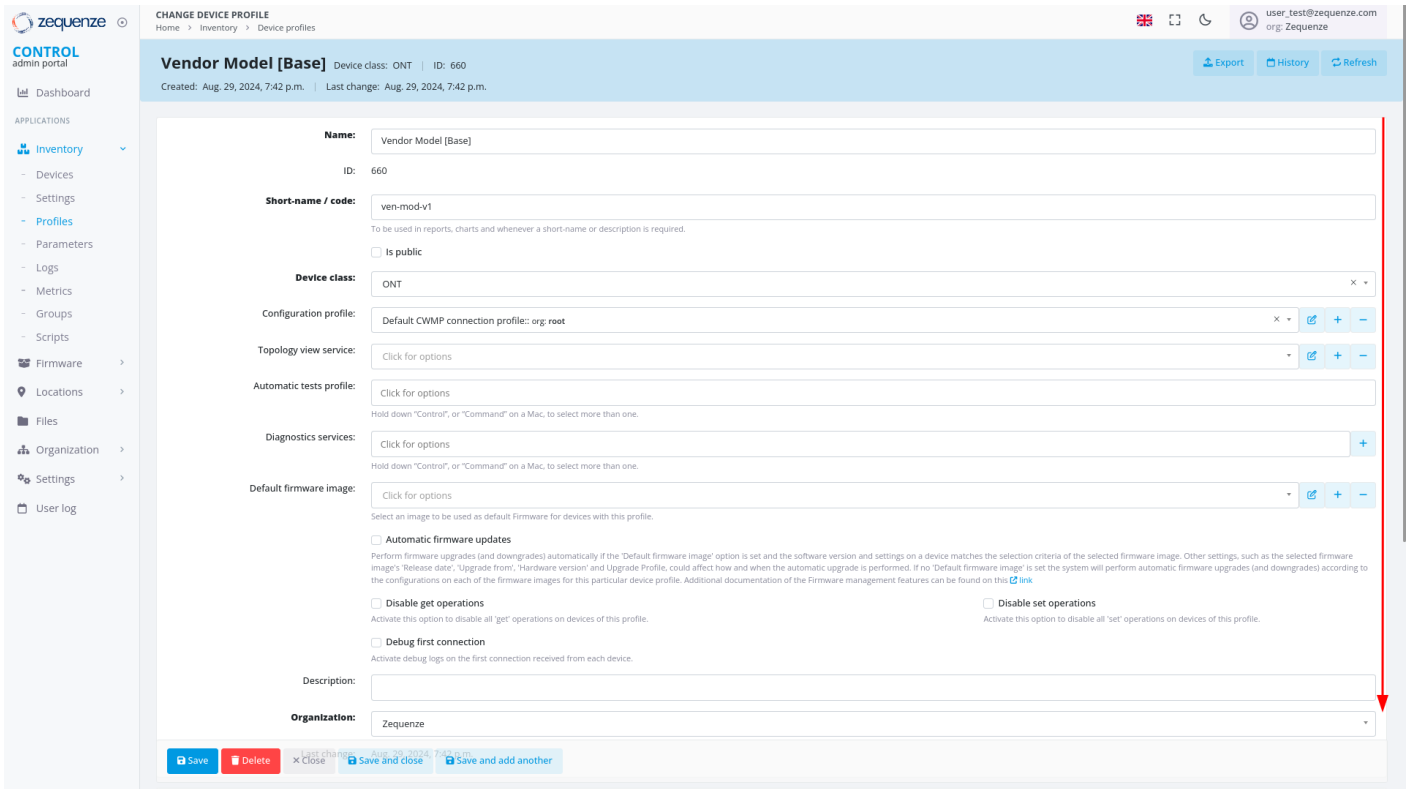 zequenze
CHANGE DEVICE PROFILE
Home > Inventory > Device profiles
user_test@zequenze.com
org: Zequenze
CONTROL
admin portal
Dashboard
APPLICATIONS
Inventory
- Devices
- Settings
- Profiles
- Parameters
- Logs
- Metrics
- Groups
- Scripts
Firmware
Locations
Files
Organization
Settings
User log
Vendor Model [Base] Device class: ONT | ID: 660
Created: Aug. 29, 2024, 7:42 p.m. | Last change: Aug. 29, 2024, 7:42 p.m.
Export
History
Refresh
Name: Vendor Model [Base]
ID: 660
Short-name / code: ven-mod-v1
To be used in reports, charts and whenever a short-name or description is required.
Is public
Device class: ONT
Configuration profile: Default CWMP connection profile:: org: root
Topology view service: Click for options
Automatic tests profile: Click for options
Hold down "Control", or "Command" on a Mac, to select more than one.
Diagnostics services: Click for options
Hold down "Control", or "Command" on a Mac, to select more than one.
Default firmware image: Click for options
Select an image to be used as default Firmware for devices with this profile.
Automatic firmware updates
Perform firmware upgrades (and downgrades) automatically if the 'Default firmware image' option is set and the software version and settings on a device matches the selection criteria of the selected firmware image. Other settings, such as the selected firmware
image's 'Release date', 'Upgrade from', 'Hardware version' and Upgrade Profile, could affect how and when the automatic upgrade is performed. If no 'Default firmware image' is set the system will perform automatic firmware upgrades (and downgrades) according to
the configurations on each of the firmware images for this particular device profile. Additional documentation of the Firmware management features can be found on this link
Disable get operations
Activate this option to disable all 'get' operations on devices of this profile.
Disable set operations
Activate this option to disable all 'set' operations on devices of this profile.
Debug first connection
Activate debug logs on the first connection received from each device.
Description:
Organization: Zequenze
Last change: Aug. 29, 2024, 7:42 p.m.
Save
Delete
× Close
Save and close
Save and add another